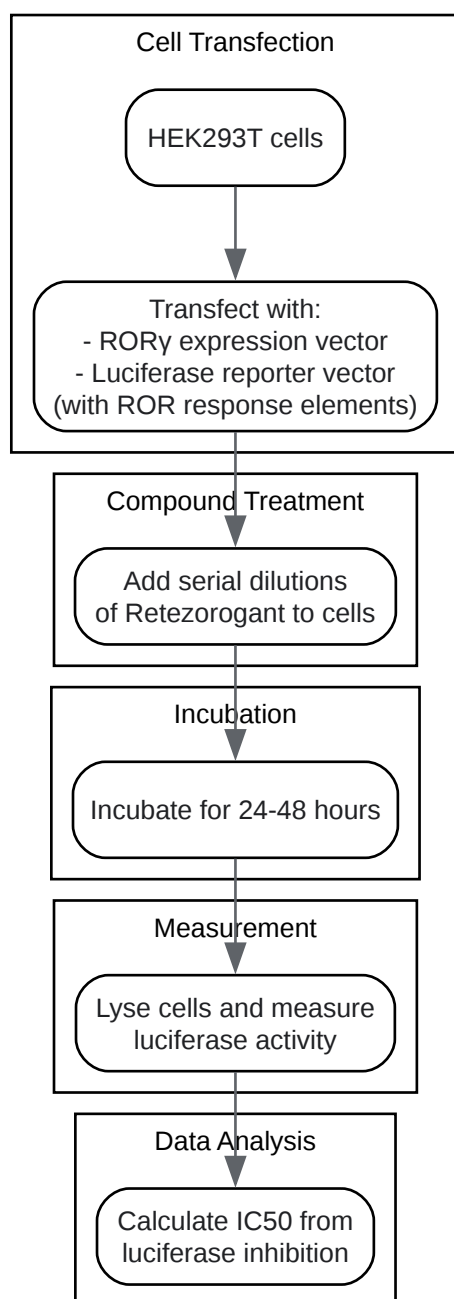 Cell Transfection
HEK293T cells
Transfect with:
- RORγ expression vector
- Luciferase reporter vector
(with ROR response elements)
Compound Treatment
Add serial dilutions
of Retezorogant to cells
Incubation
Incubate for 24-48 hours
Measurement
Lyse cells and measure
luciferase activity
Data Analysis
Calculate IC50 from
luciferase inhibition